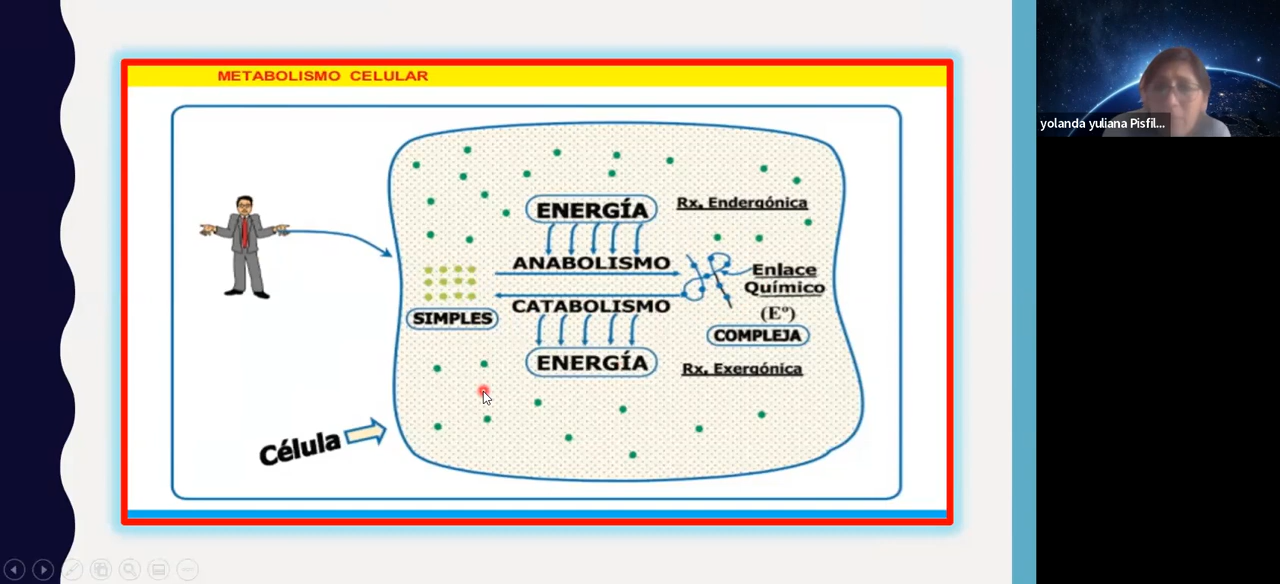 METABOLISMO CELULAR
yolanda yuliana Pisfil...
ENERGÍA
Rx. Endergónica
ANABOLISMO
Enlace
Químico
(E°)
SIMPLES
CATABOLISMO
COMPLEJA
ENERGÍA
Rx. Exergónica
Célula